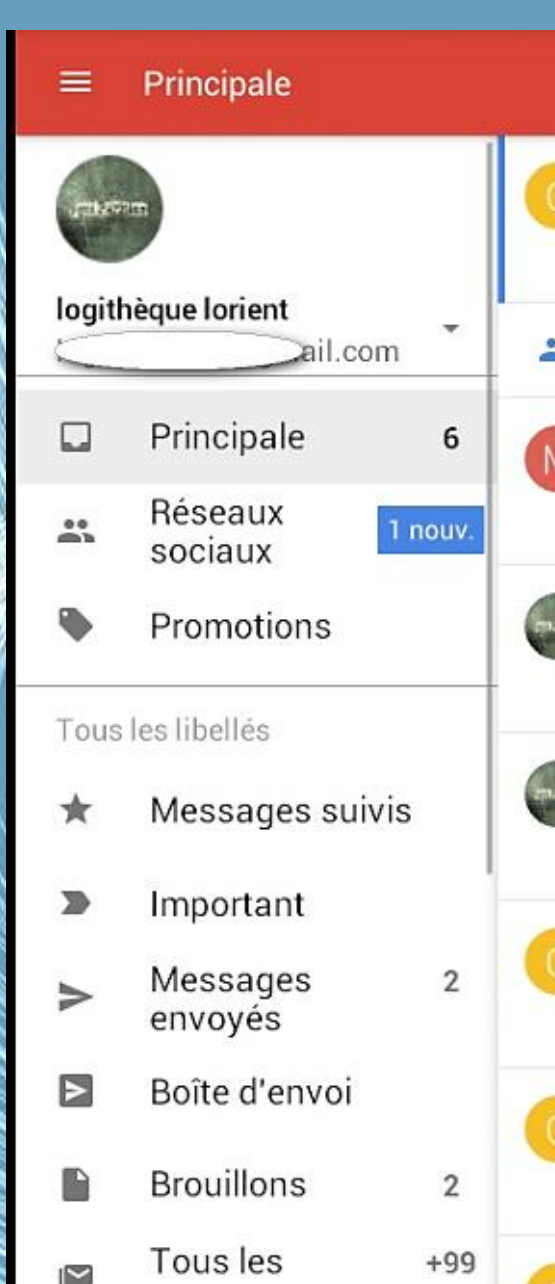 Principale
logithèque lorient
ail.com
Principale 6
Réseaux
sociaux
1 nouv.
Promotions
Tous les libellés
Messages suivis
Important
Messages
envoyés
2
Boîte d'envoi
Brouillons 2
Tous les +99